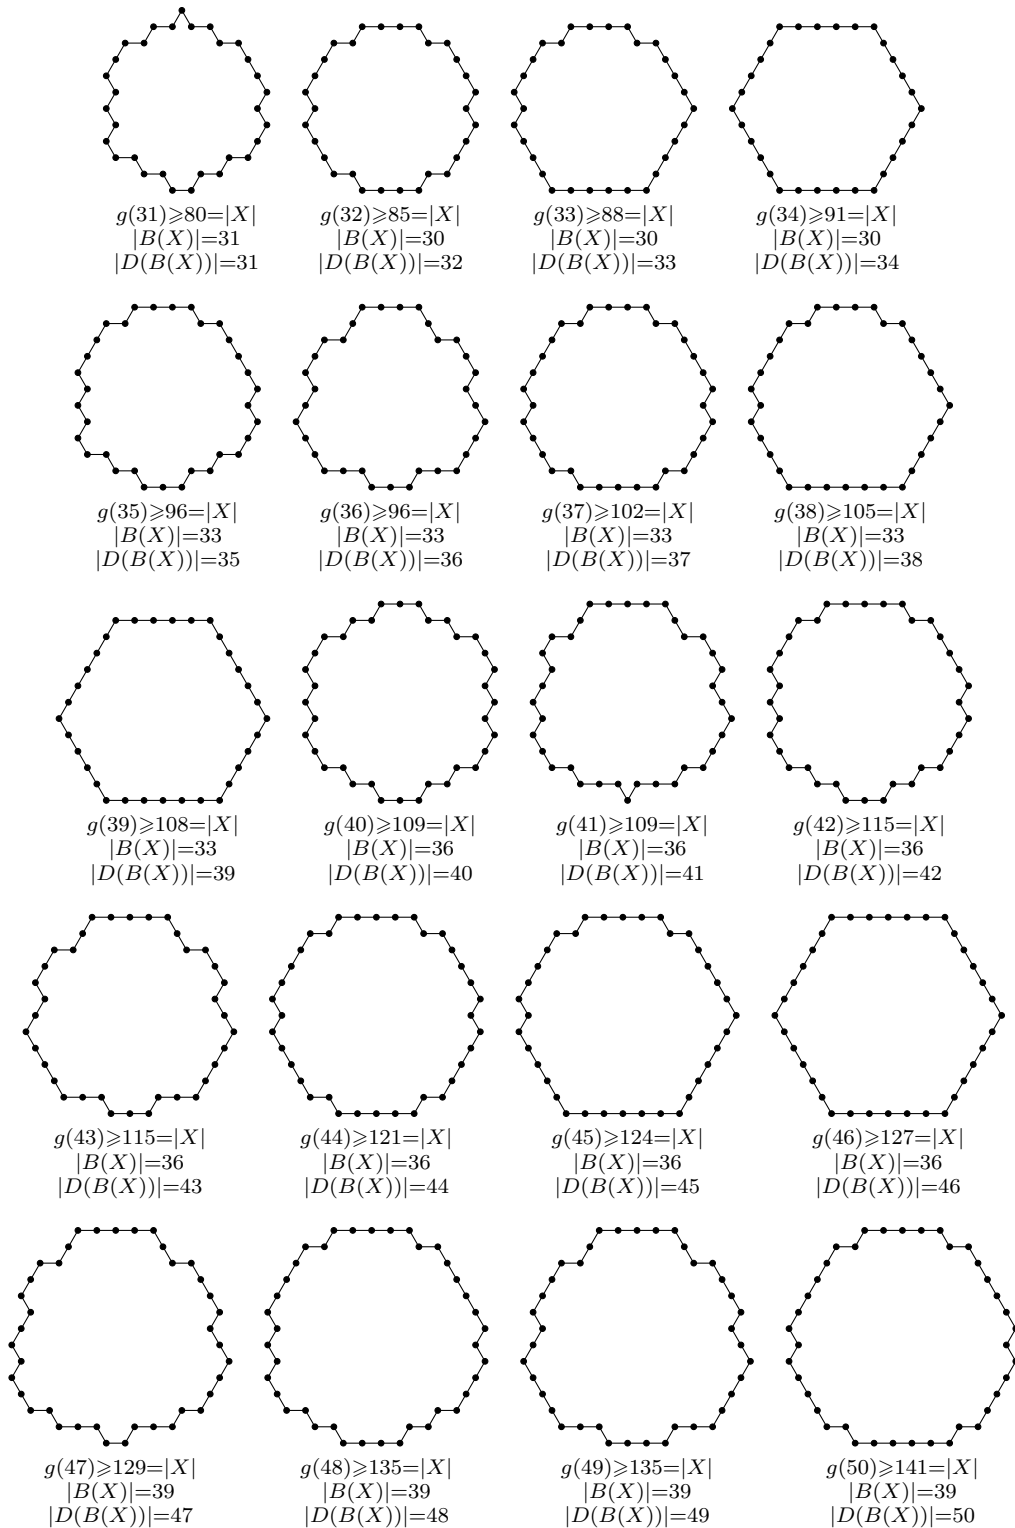 g(31)⩾80=|X| g(32)⩾85=|X| g(33)⩾88=|X| g(34)⩾91=|X|
|B(X)|=31 |B(X)|=30 |B(X)|=30 |B(X)|=30
|D(B(X))|=31 |D(B(X))|=32 |D(B(X))|=33 |D(B(X))|=34
g(35)⩾96=|X| g(36)⩾96=|X| g(37)⩾102=|X| g(38)⩾105=|X|
|B(X)|=33 |B(X)|=33 |B(X)|=33 |B(X)|=33
|D(B(X))|=35 |D(B(X))|=36 |D(B(X))|=37 |D(B(X))|=38
g(39)⩾108=|X| g(40)⩾109=|X| g(41)⩾109=|X| g(42)⩾115=|X|
|B(X)|=33 |B(X)|=36 |B(X)|=36 |B(X)|=36
|D(B(X))|=39 |D(B(X))|=40 |D(B(X))|=41 |D(B(X))|=42
g(43)⩾115=|X| g(44)⩾121=|X| g(45)⩾124=|X| g(46)⩾127=|X|
|B(X)|=36 |B(X)|=36 |B(X)|=36 |B(X)|=36
|D(B(X))|=43 |D(B(X))|=44 |D(B(X))|=45 |D(B(X))|=46
g(47)⩾129=|X| g(48)⩾135=|X| g(49)⩾135=|X| g(50)⩾141=|X|
|B(X)|=39 |B(X)|=39 |B(X)|=39 |B(X)|=39
|D(B(X))|=47 |D(B(X))|=48 |D(B(X))|=49 |D(B(X))|=50